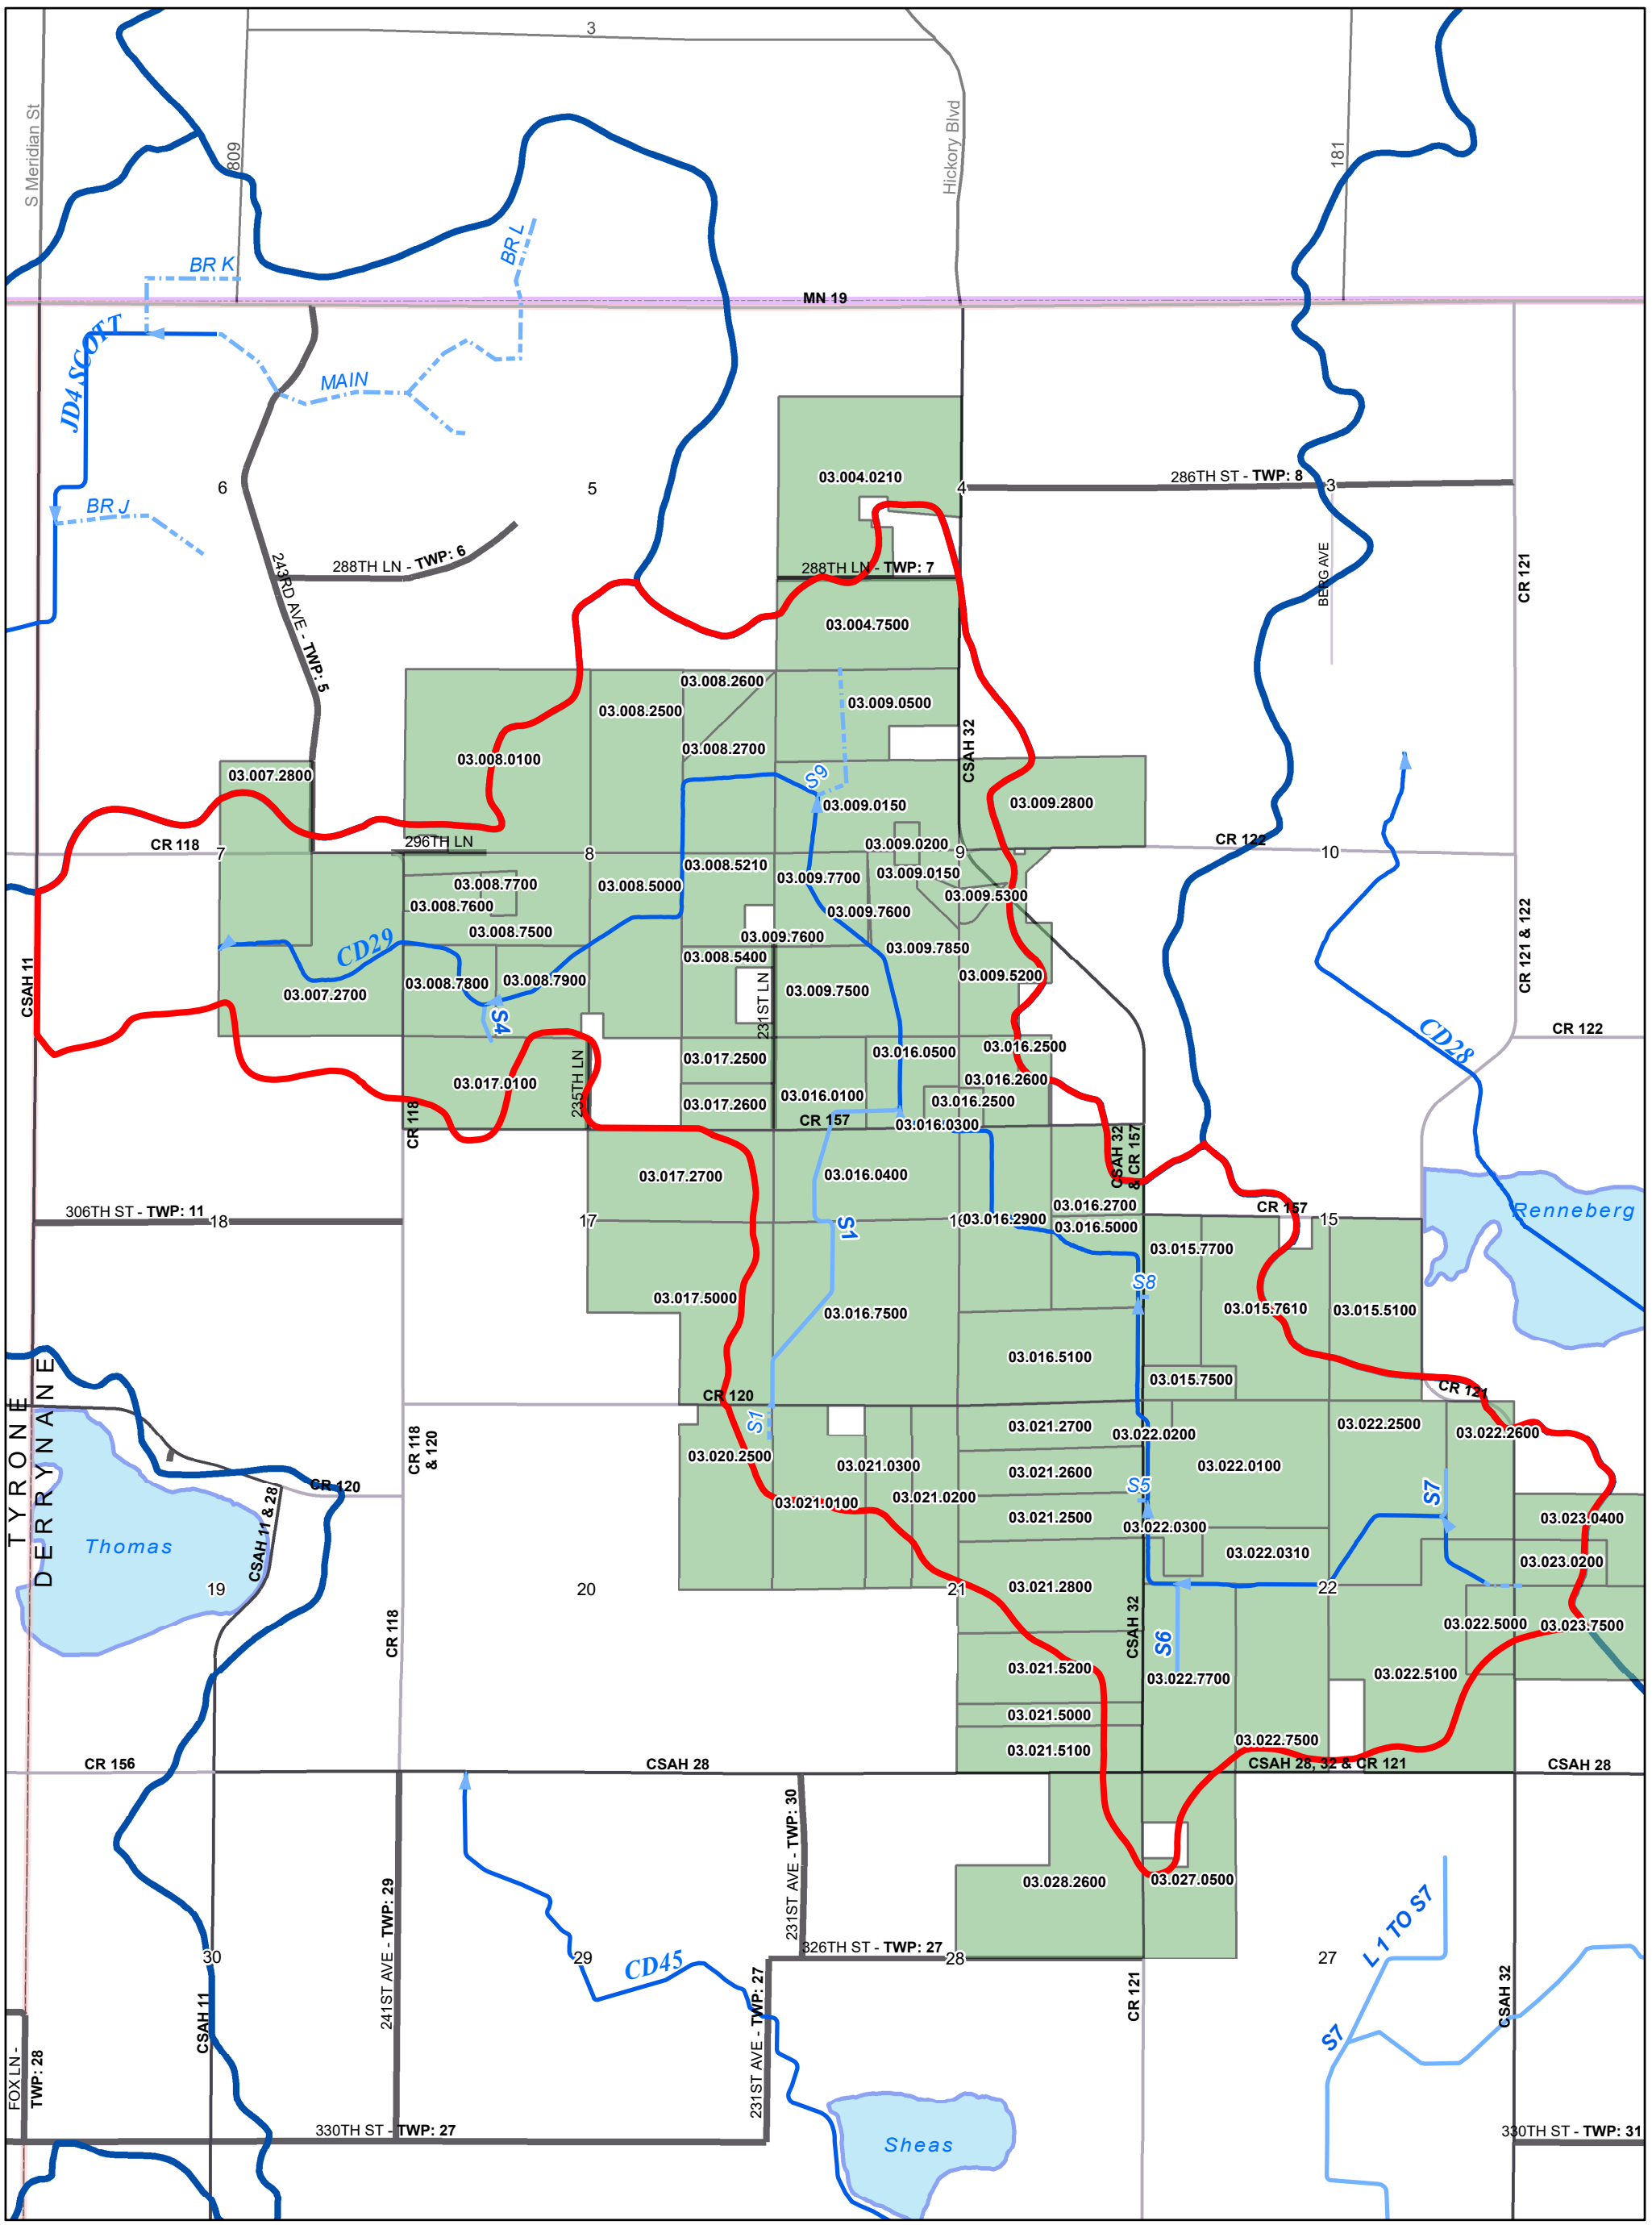 3
S Meridian St
809
Hickory Blvd
181
BR K
BR L
MN 19
JD4 SCOTT
MAIN
BR J
6
5
03.004.0210
4
286TH ST - TWP: 8
3
243RD AVE - TWP: 5
288TH LN - TWP: 6
288TH LN - TWP: 7
BERG AVE
CR 121
03.004.7500
03.008.2600
03.008.2500
03.009.0500
03.008.2700
03.008.0100
CSAH 32
03.007.2800
S9
03.009.0150
03.009.2800
CR 118
7
296TH LN
8
03.009.0200
9
CR 122
10
03.008.5210
03.009.0150
03.008.7700
03.008.5000
03.009.7700
03.009.5300
03.008.7600
03.009.7600
CR 121 & 122
03.008.7500
03.009.7600
03.009.7850
CD29
03.008.5400
03.009.5200
03.008.7800
03.008.7900
03.007.2700
03.009.7500
CSAH 11
231ST LN
S4
CD28
CR 122
03.017.2500
03.016.0500
03.016.2500
03.017.0100
03.016.2600
235TH LN
03.016.0100
03.017.2600
03.016.2500
CR 118
CR 157
03.016.0300
CSAH 32
& CR 157
03.017.2700
03.016.0400
03.016.2700
306TH ST - TWP: 11
18
17
S1
16
03.016.2900
03.016.5000
CR 157
15
Renneberg
03.015.7700
S8
03.017.5000
03.016.7500
03.015.7610
03.015.5100
03.016.5100
03.015.7500
TYRONE
DERRYNANE
CR 120
CR 121
S1
03.021.2700
03.022.0200
03.022.2500
03.022.2600
CR 118
& 120
03.020.2500
03.021.0300
03.021.2600
03.022.0100
CR 120
S5
S7
03.021.0100
03.021.0200
03.021.2500
03.022.0300
03.023.0400
CSAH 11 & 28
Thomas
03.022.0310
03.023.0200
19
20
21
03.021.2800
22
CR 118
CSAH 32
S6
03.022.5000
03.023.7500
03.021.5200
03.022.7700
03.022.5100
03.021.5000
03.022.7500
03.021.5100
CR 156
CSAH 28
CSAH 28, 32 & CR 121
CSAH 28
231ST AVE - TWP: 30
03.028.2600
03.027.0500
241ST AVE - TWP: 29
L 1 TO S7
326TH ST - TWP: 27
30
29
28
27
CD45
CSAH 11
231ST AVE - TWP: 27
CR 121
CSAH 32
S7
FOX LN -
TWP: 28
330TH ST - TWP: 27
Sheas
330TH ST - TWP: 31